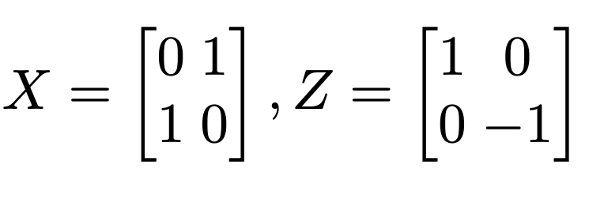 X = [0 1 1 0], Z = [1 0 0 −1]